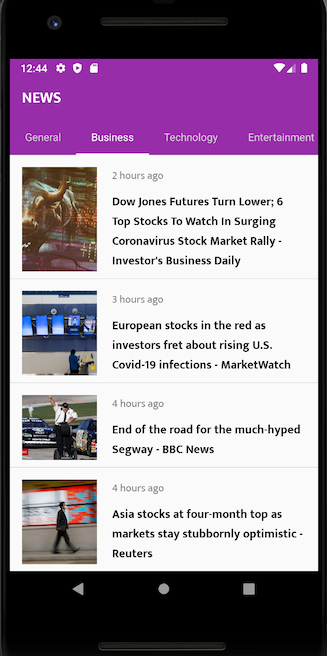 12:44
NEWS
General Business Technology Entertainment
2 hours ago
Dow Jones Futures Turn Lower; 6
Top Stocks To Watch In Surging
Coronavirus Stock Market Rally -
Investor's Business Daily
3 hours ago
European stocks in the red as
investors fret about rising U.S.
Covid-19 infections - MarketWatch
4 hours ago
End of the road for the much-hyped
Segway - BBC News
4 hours ago
Asia stocks at four-month top as
markets stay stubbornly optimistic -
Reuters